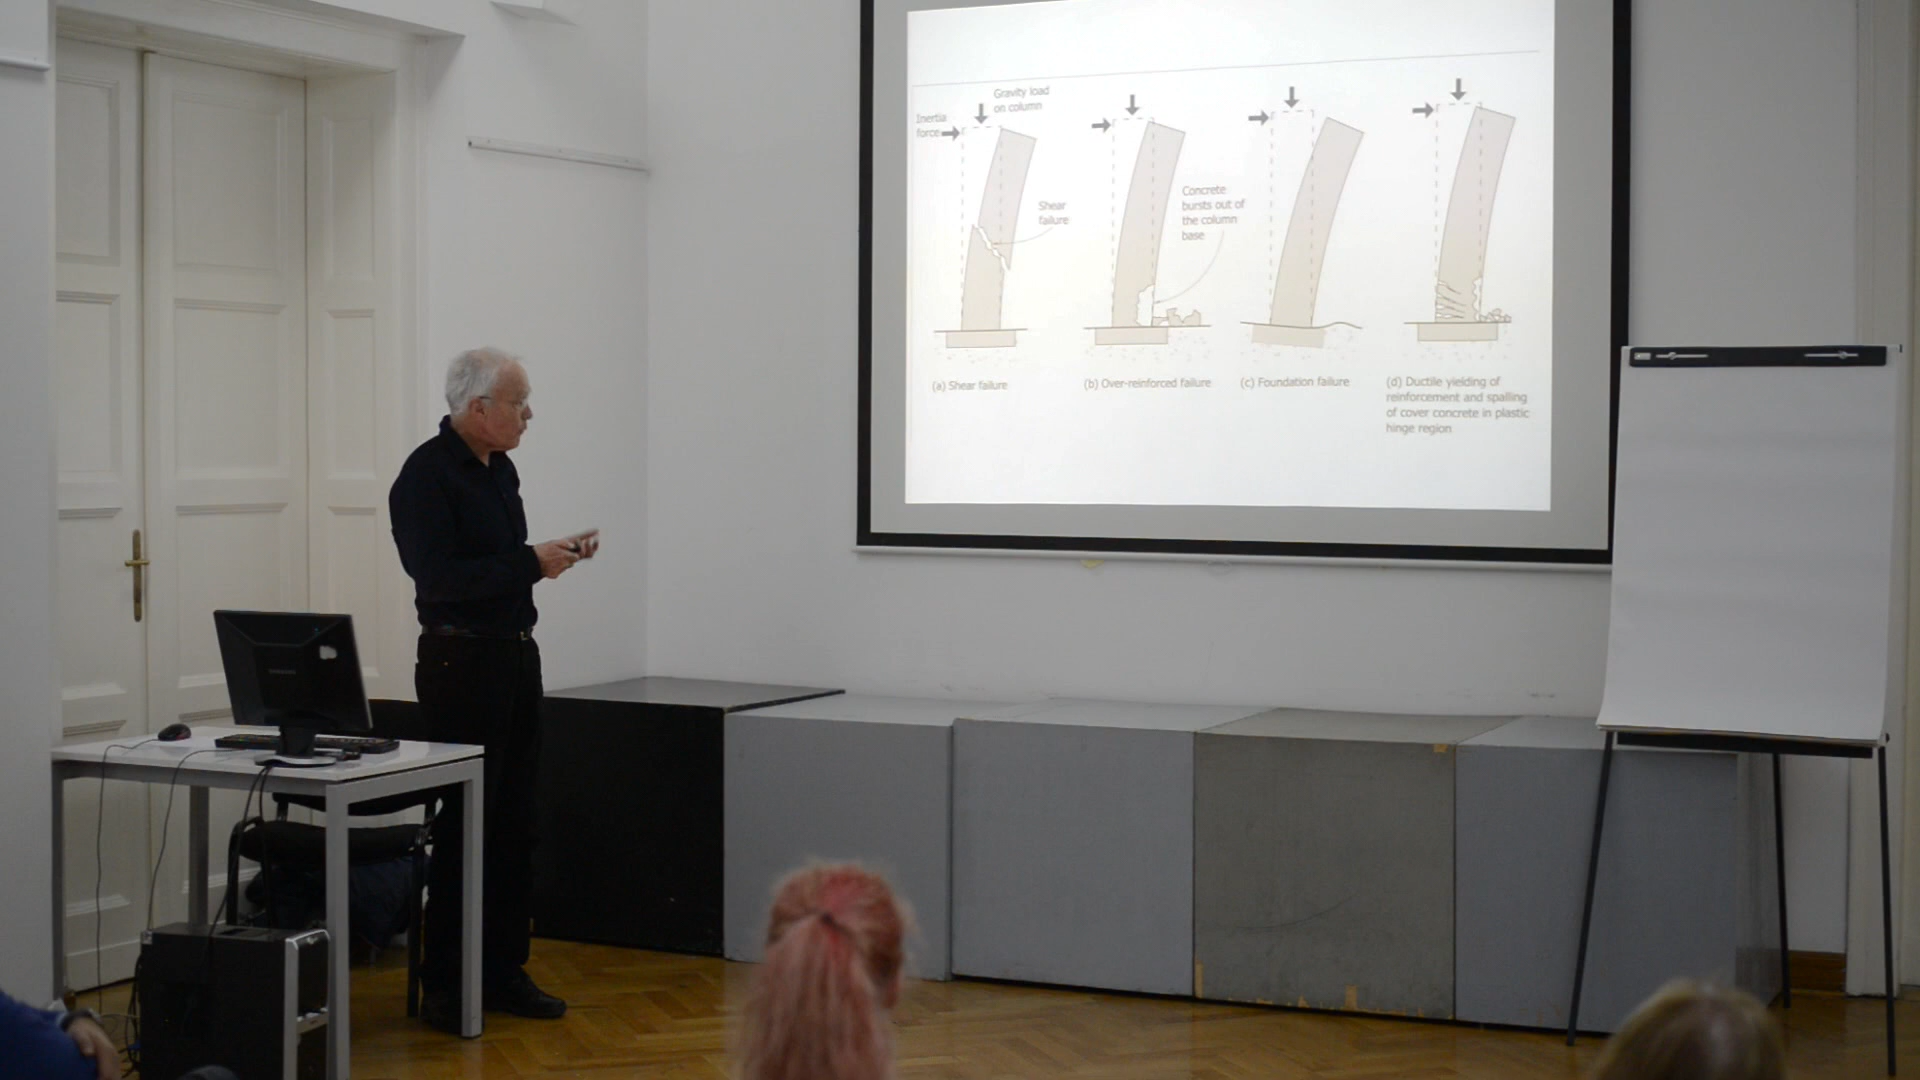 Gravity load
on column
Inertia
force
Shear
failure
Concrete
bursts out of
the column
base
(a) Shear failure
(b) Over-reinforced failure
(c) Foundation failure
(d) Ductile yielding of
reinforcement and spalling
of cover concrete in plastic
hinge region